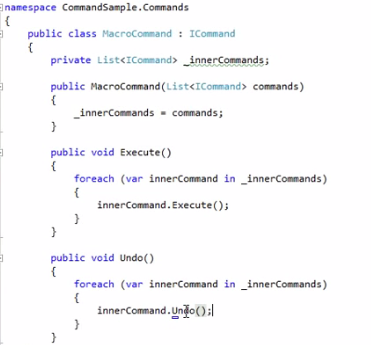 namespace CommandSample.Commands
{
    public class MacroCommand : ICommand
    {
        private List<ICommand> _innerCommands;

        public MacroCommand(List<ICommand> commands)
        {
            _innerCommands = commands;
        }

        public void Execute()
        {
            foreach (var innerCommand in _innerCommands)
            {
                innerCommand.Execute();
            }
        }

        public void Undo()
        {
            foreach (var innerCommand in _innerCommands)
            {
                innerCommand.Undo();
            }
        }